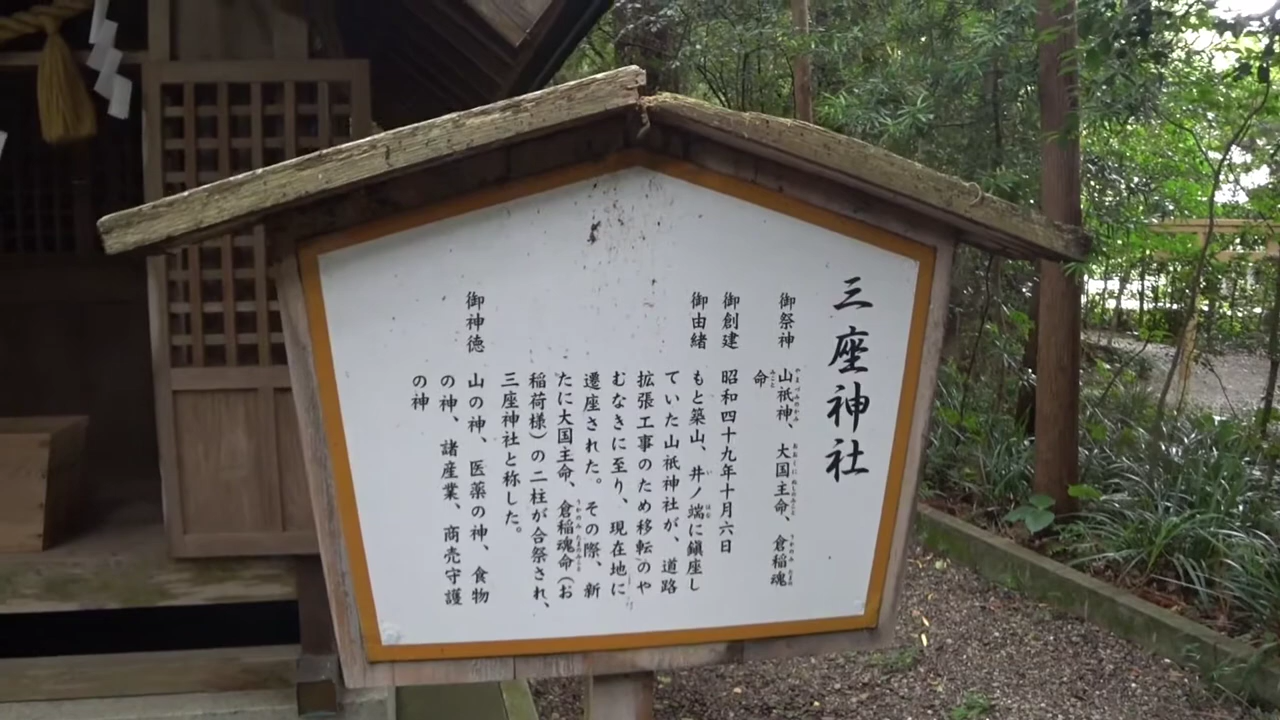 三座神社
御祭神 山祇神、大国主命、倉稲魂
命
御創建 昭和四十九年十月六日
御由緒 もと築山、井ノ端に鎮座し
ていた山祇神社が、道路
拡張工事のため移転のや
むなきに至り、現在地に
遷座された。その際、新
たに大国主命、倉稲魂命(お
稲荷様)の二柱が合祭され、
三座神社と称した。
御神徳 山の神、医薬の神、食物
の神、諸産業、商売守護
の神